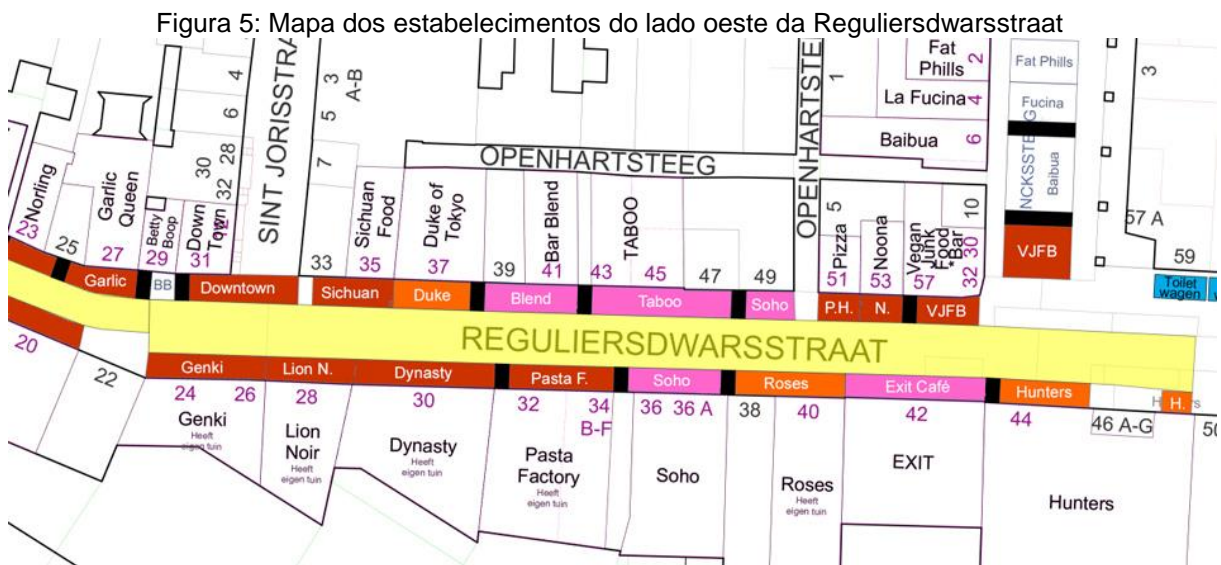 Figura 5: Mapa dos estabelecimentos do lado oeste da Reguliersdwarsstraat
Fat
Phills
2
La Fucina 4
Baibua 6
Fat Phills
Fucina
NCKSSTEEG
Baibua
VJFB
3
57 A
59
Toilet
wagen
4
6
28
30
32
SINT JORISSTRA
3
A-B
5
7
OPENHARTSTEEG
OPENHARTSTE
1
5
10
Norling
23
25
Garlic
Queen
27
Betty
Boop
29
Down
Town
31
33
Sichuan
Food
35
Duke of
Tokyo
37
39
Bar Blend
41
43
TABOO
45
47
49
Pizza
51
Noona
53
Vegan
Junk
Food
*Bar
57
32 30
Garlic
BB
Downtown
Sichuan
Duke
Blend
Taboo
Soho
P.H.
N.
VJFB
REGULIERSDWARSSTRAAT
Genki
Lion N.
Dynasty
Pasta F.
Soho
Roses
Exit Café
Hunters
H.
20
22
24
26
Genki
Heeft
eigen tuin
28
Lion
Noir
Heeft
eigen tuin
30
Dynasty
Heeft
eigen tuin
32
34
B-F
Pasta
Factory
Heeft
eigen tuin
36
36 A
Soho
38
40
Roses
Heeft
eigen tuin
42
EXIT
44
46 A-G
Hunters